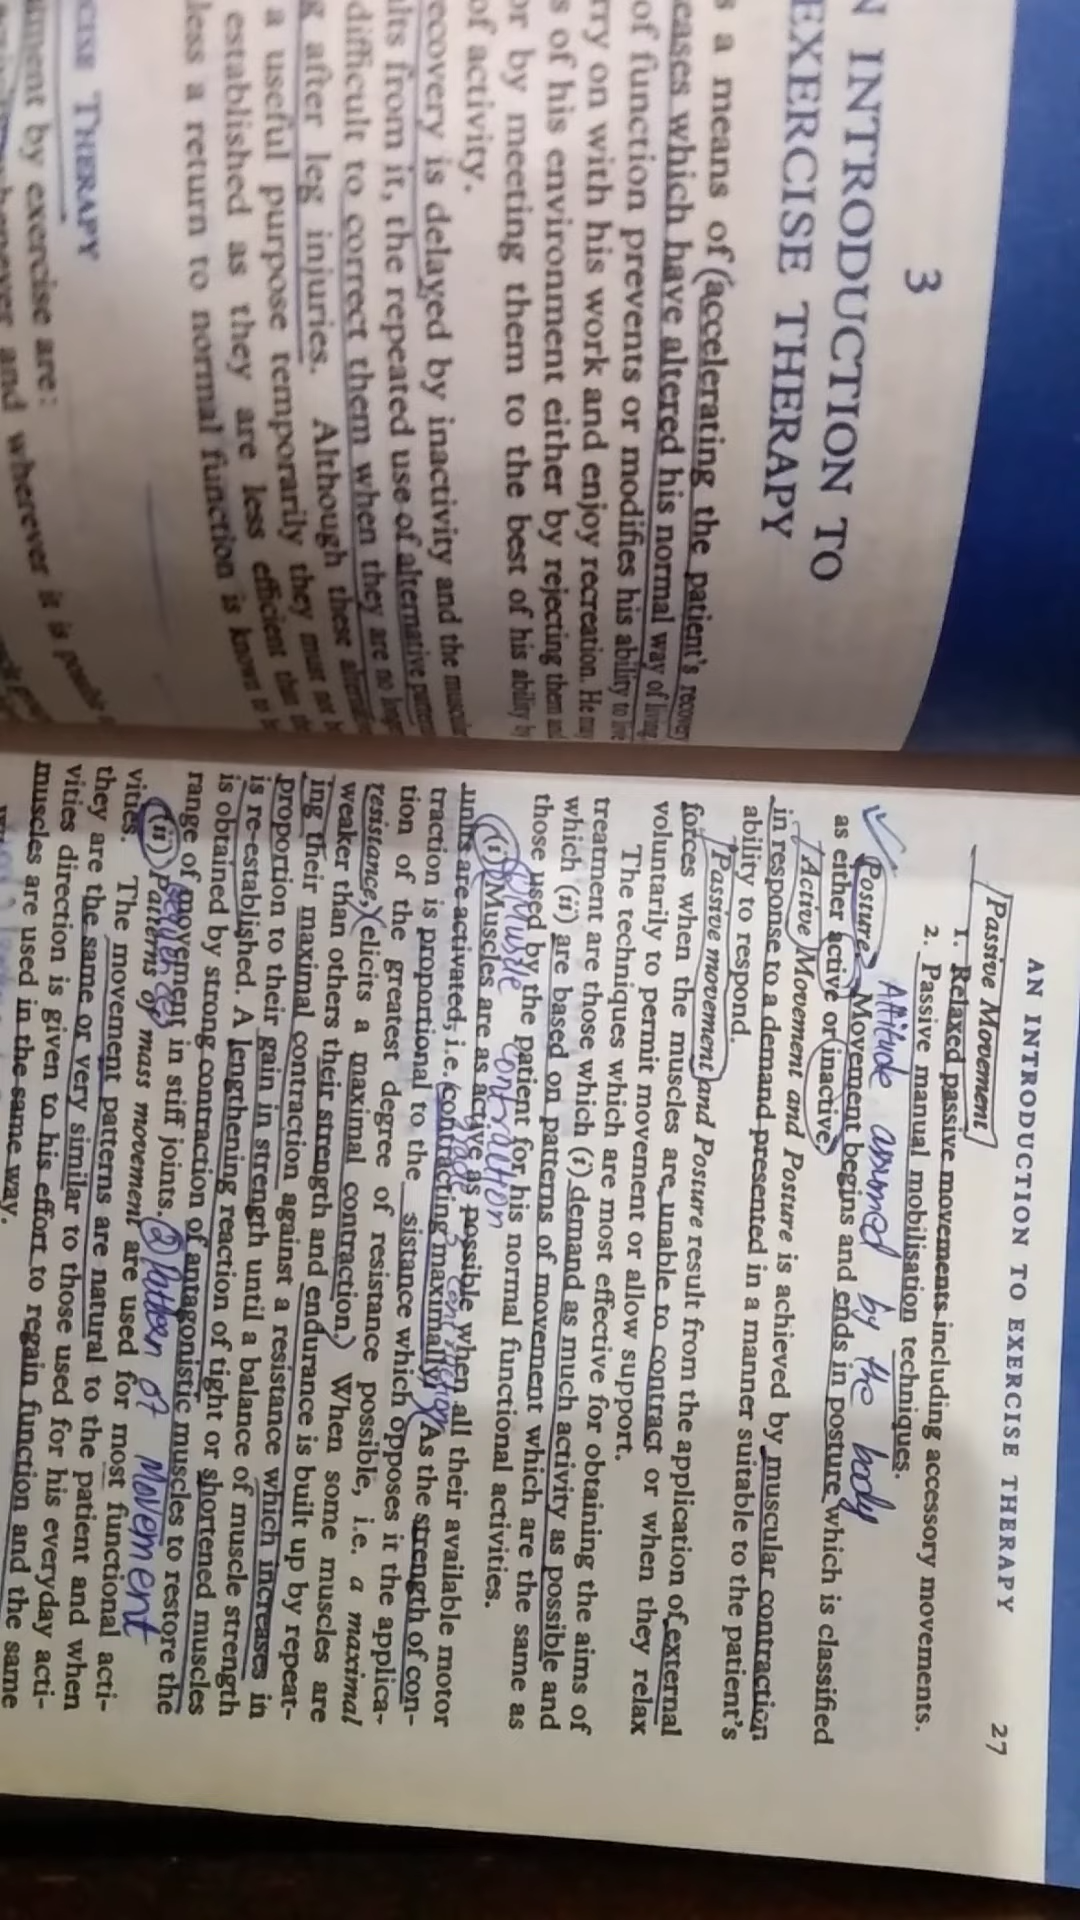 3
N INTRODUCTION TO
EXERCISE THERAPY
s a means of (accelerating the patient's recovery
cases which have altered his normal way of living
of function prevents or modifies his ability to live
rry on with his work and enjoy recreation. He may
s of his environment either by rejecting them and
or by meeting them to the best of his ability by
of activity.
ecovery is delayed by inactivity and the
lts from it, the repeated use of alternative
difficult to correct them when they are no longer
g after leg injuries. Although these
a useful purpose temporarily they must not
established as they are less efficient than
less a return to normal function is known to
CISE THERAPY
ment by exercise are:
and wherever it is possible
AN INTRODUCTION TO EXERCISE THERAPY 27
Passive Movement
1. Relaxed passive movements including accessory movements.
2. Passive manual mobilisation techniques.
Attitude assumed by the body
Posture. Movement begins and ends in posture which is classified
as either active or inactive.
Active Movement and Posture is achieved by muscular contraction
in response to a demand presented in a manner suitable to the patient's
ability to respond.
Passive movement and Posture result from the application of external
forces when the muscles are unable to contract or when they relax
voluntarily to permit movement or allow support.
The techniques which are most effective for obtaining the aims of
treatment are those which (i) demand as much activity as possible and
which (ii) are based on patterns of movement which are the same as
those used by the patient for his normal functional activities.
Muscle contraction
(i) Muscles are as active as possible when all their available motor
units are activated, i.e. (contracting maximally) As the strength of con-
traction is proportional to the sistance which opposes it the applica-
tion of the greatest degree of resistance possible, i.e. a maximal
resistance, (elicits a maximal contraction.) When some muscles are
weaker than others their strength and endurance is built up by repeat-
ing their maximal contraction against a resistance which increases in
proportion to their gain in strength until a balance of muscle strength
is re-established. A lengthening reaction of tight or shortened muscles
is obtained by strong contraction of antagonistic muscles to restore the
range of movement in stiff joints. ② Pattern of Movement
(ii) Patterns of mass movement are used for most functional acti-
vities. The movement patterns are natural to the patient and when
they are the same or very similar to those used for his everyday acti-
vities direction is given to his effort to regain function and the same
muscles are used in the same way.